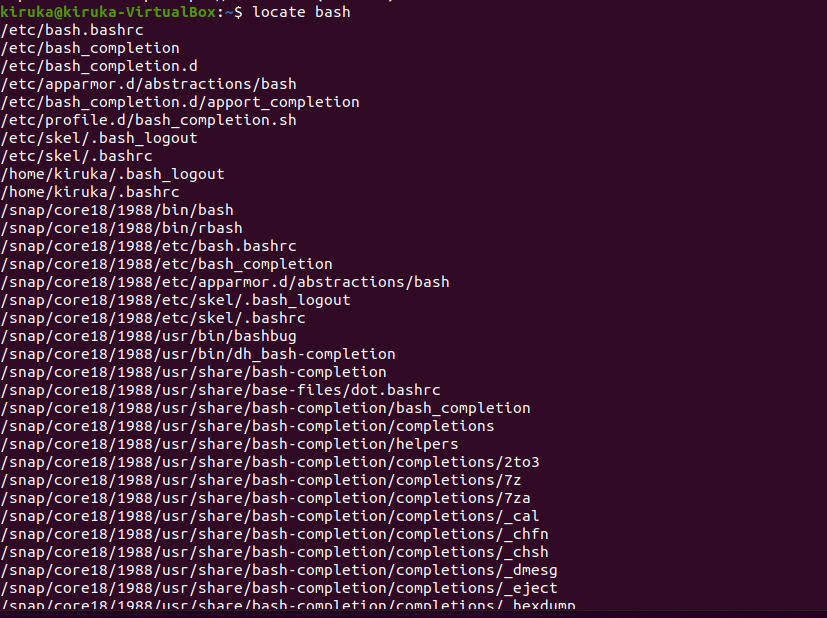 kiruka@kiruka-VirtualBox:~$ locate bash
/etc/bash.bashrc
/etc/bash_completion
/etc/bash_completion.d
/etc/apparmor.d/abstractions/bash
/etc/bash_completion.d/apport_completion
/etc/profile.d/bash_completion.sh
/etc/skel/.bash_logout
/etc/skel/.bashrc
/home/kiruka/.bash_logout
/home/kiruka/.bashrc
/snap/core18/1988/bin/bash
/snap/core18/1988/bin/rbash
/snap/core18/1988/etc/bash.bashrc
/snap/core18/1988/etc/bash_completion
/snap/core18/1988/etc/apparmor.d/abstractions/bash
/snap/core18/1988/etc/skel/.bash_logout
/snap/core18/1988/etc/skel/.bashrc
/snap/core18/1988/usr/bin/bashbug
/snap/core18/1988/usr/bin/dh_bash-completion
/snap/core18/1988/usr/share/bash-completion
/snap/core18/1988/usr/share/base-files/dot.bashrc
/snap/core18/1988/usr/share/bash-completion/bash_completion
/snap/core18/1988/usr/share/bash-completion/completions
/snap/core18/1988/usr/share/bash-completion/helpers
/snap/core18/1988/usr/share/bash-completion/completions/2to3
/snap/core18/1988/usr/share/bash-completion/completions/7z
/snap/core18/1988/usr/share/bash-completion/completions/7za
/snap/core18/1988/usr/share/bash-completion/completions/_cal
/snap/core18/1988/usr/share/bash-completion/completions/_chfn
/snap/core18/1988/usr/share/bash-completion/completions/_chsh
/snap/core18/1988/usr/share/bash-completion/completions/_dmesg
/snap/core18/1988/usr/share/bash-completion/completions/_eject
/snap/core18/1988/usr/share/bash-completion/completions/_hexdump